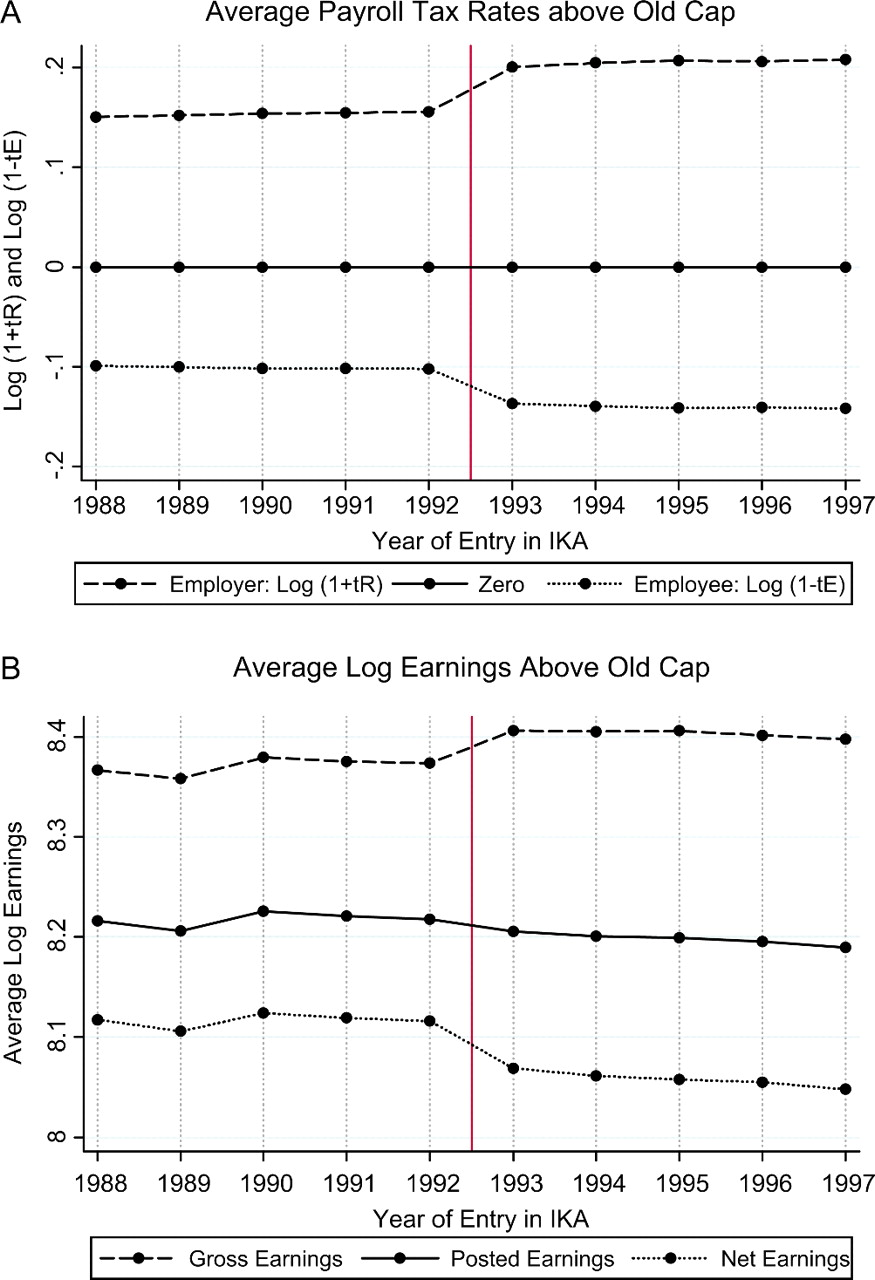 A
Average Payroll Tax Rates above Old Cap
Log (1+tR) and Log (1-tE)
.2
.1
0
-.1
-.2
1988 1989 1990 1991 1992 1993 1994 1995 1996 1997
Year of Entry in IKA
Employer: Log (1+tR) Zero Employee: Log (1-tE)
B
Average Log Earnings Above Old Cap
Average Log Earnings
8.4
8.3
8.2
8.1
8
1988 1989 1990 1991 1992 1993 1994 1995 1996 1997
Year of Entry in IKA
Gross Earnings Posted Earnings Net Earnings